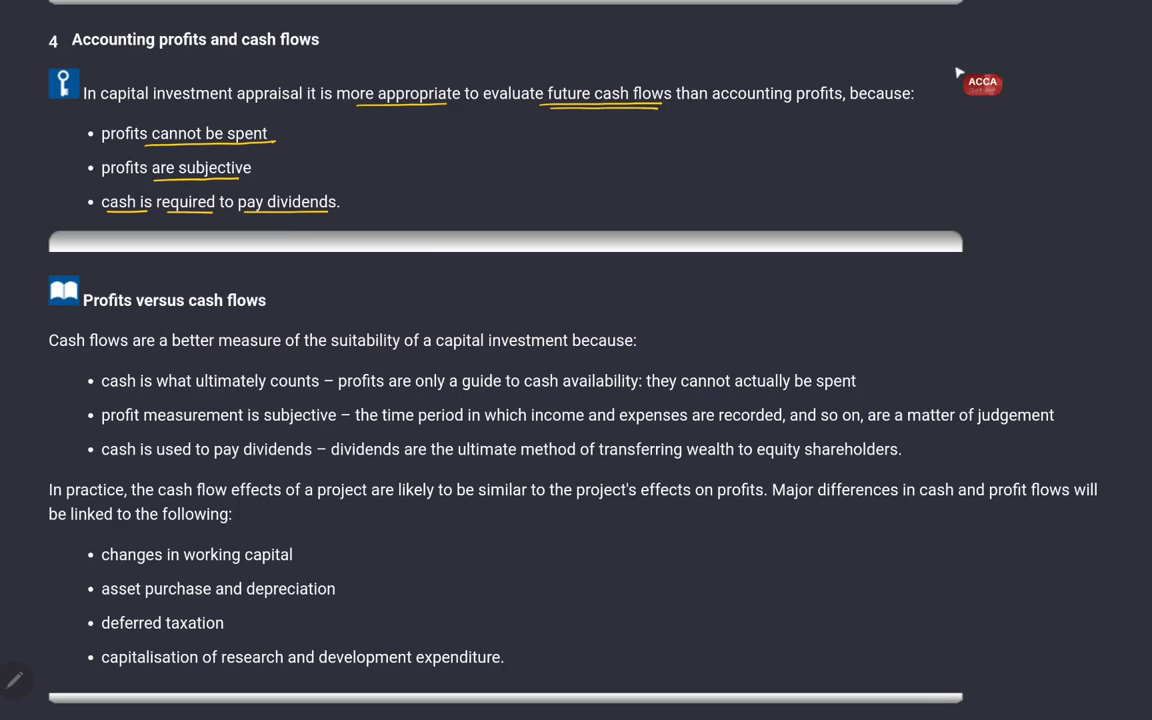 4 Accounting profits and cash flows
ACCA
In capital investment appraisal it is more appropriate to evaluate future cash flows than accounting profits, because:
• profits cannot be spent
• profits are subjective
• cash is required to pay dividends.
Profits versus cash flows
Cash flows are a better measure of the suitability of a capital investment because:
• cash is what ultimately counts – profits are only a guide to cash availability: they cannot actually be spent
• profit measurement is subjective – the time period in which income and expenses are recorded, and so on, are a matter of judgement
• cash is used to pay dividends – dividends are the ultimate method of transferring wealth to equity shareholders.
In practice, the cash flow effects of a project are likely to be similar to the project's effects on profits. Major differences in cash and profit flows will
be linked to the following:
• changes in working capital
• asset purchase and depreciation
• deferred taxation
• capitalisation of research and development expenditure.